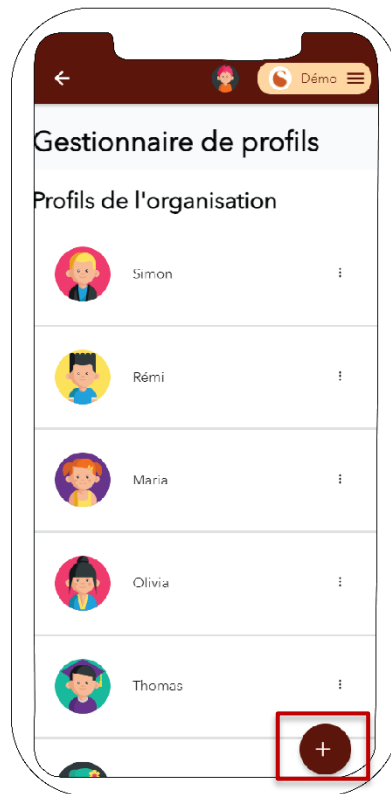 Démo
Gestionnaire de profils
Profils de l'organisation
Simon
Rémi
Maria
Olivia
Thomas
+